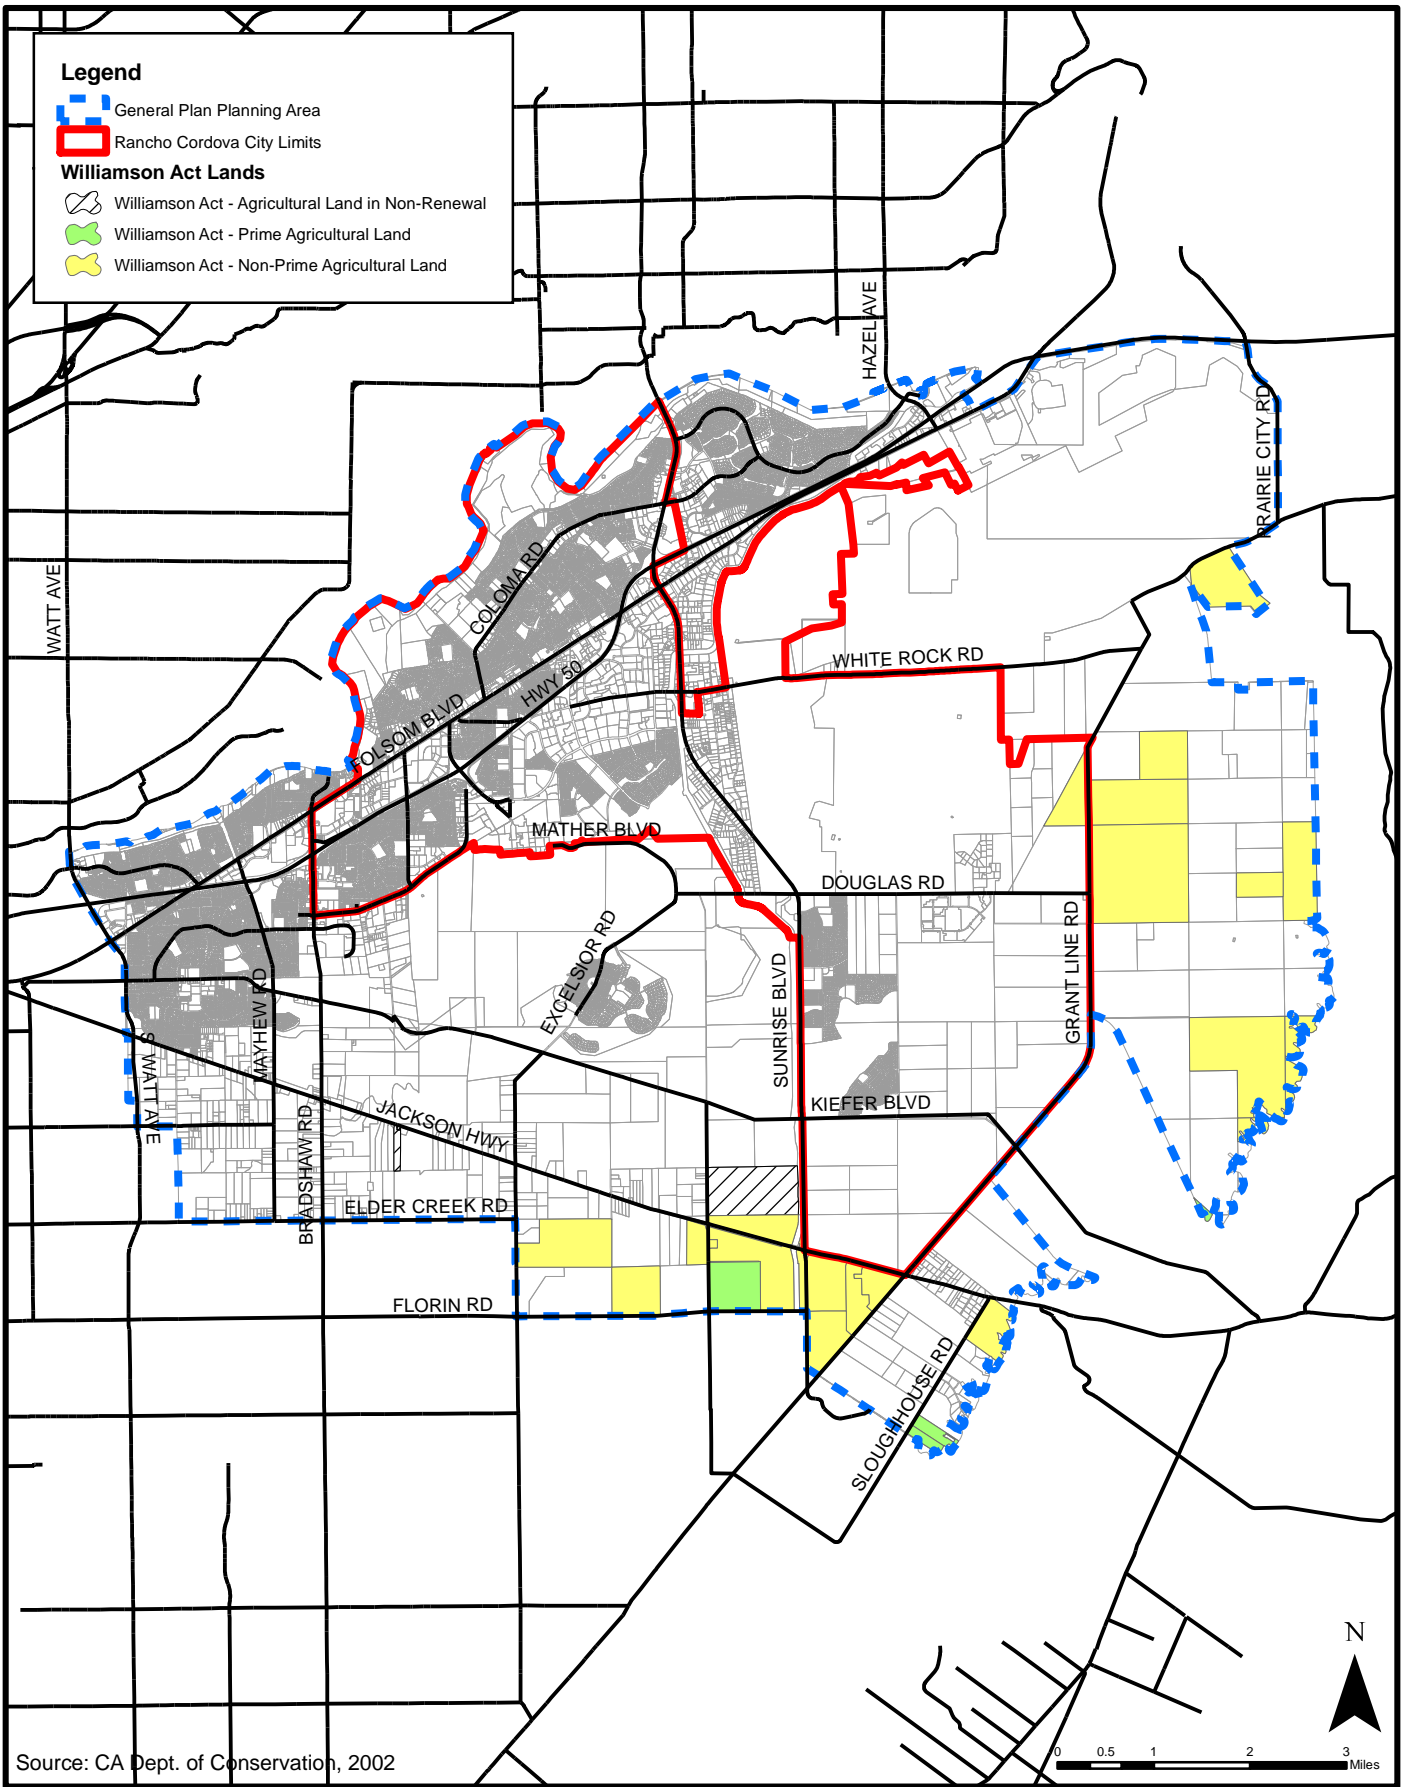 Legend
General Plan Planning Area
Rancho Cordova City Limits
Williamson Act Lands
Williamson Act - Agricultural Land in Non-Renewal
Williamson Act - Prime Agricultural Land
Williamson Act - Non-Prime Agricultural Land
HAZEL AVE
PRAIRIE CITY RD
WATT AVE
COLOMA RD
WHITE ROCK RD
HWY 50
FOLSOM BLVD
MATHER BLVD
DOUGLAS RD
EXCELSIOR RD
GRANT LINE RD
SUNRISE BLVD
MAYHEW RD
S WATT AVE
KIEFER BLVD
JACKSON HWY
BRADSHAW RD
ELDER CREEK RD
FLORIN RD
SLOUGHHOUSE RD
N
Source: CA Dept. of Conservation, 2002
0 0.5 1 2 3
Miles